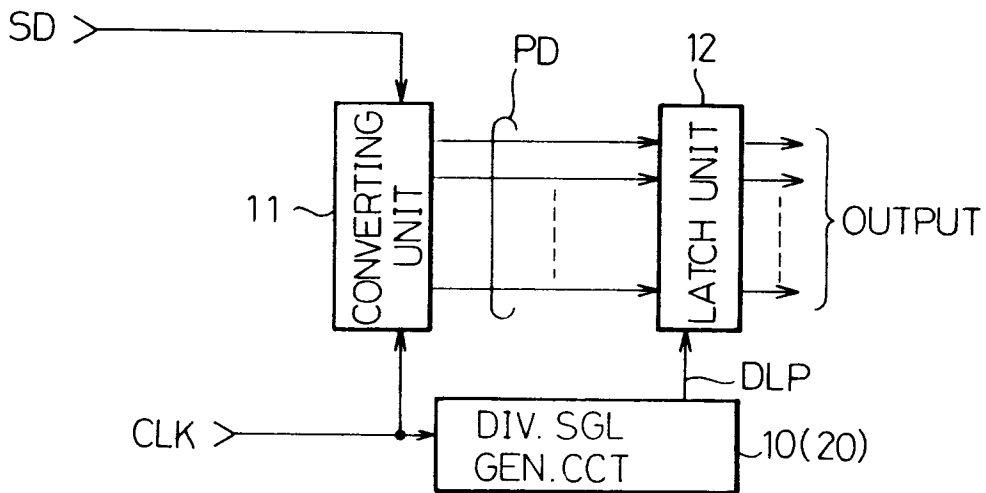 SD
PD
12
CONVERTING
UNIT
11
LATCH UNIT
OUTPUT
DLP
CLK
DIV. SGL
GEN.CCT
10(20)